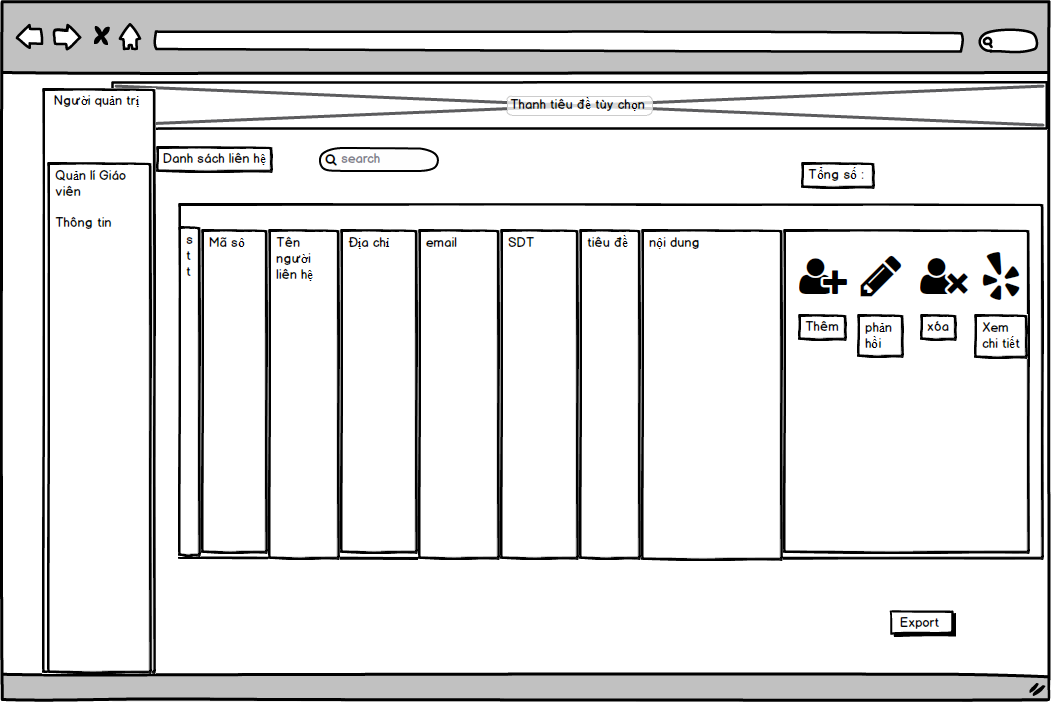 Người quản trị
Thanh tiêu đề tùy chọn
Danh sách liên hệ
search
Tổng số :
Quản lí Giáo
viên
Thông tin
s
t
t
Mã số
Tên
người
liên hệ
Địa chỉ
email
SDT
tiêu đề
nội dung
Thêm
phản
hồi
xóa
Xem
chi tiết
Export